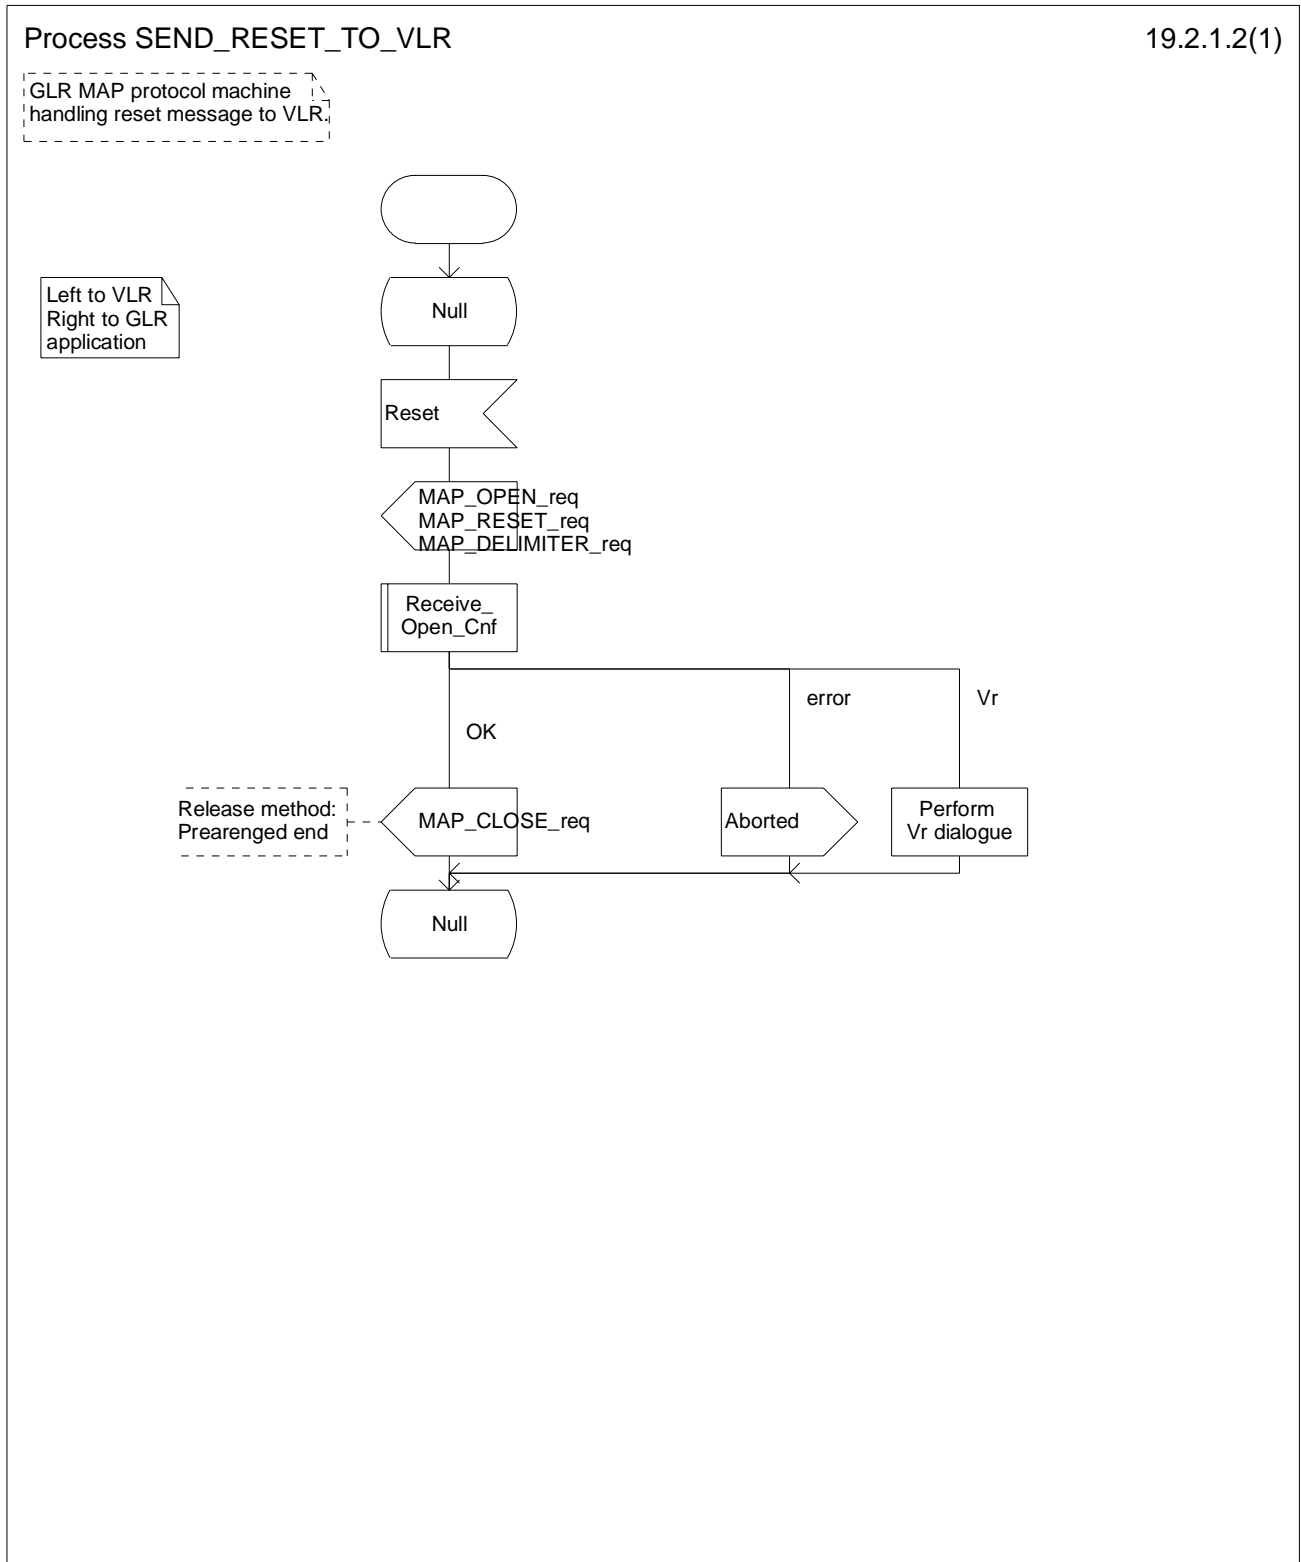 Process SEND_RESET_TO_VLR
19.2.1.2(1)
GLR MAP protocol machine
handling reset message to VLR.
Left to VLR
Right to GLR
application
Null
Reset
MAP_OPEN_req
MAP_RESET_req
MAP_DELIMITER_req
Receive_
Open_Cnf
error
Vr
OK
Release method:
Prearenged end
MAP_CLOSE_req
Aborted
Perform
Vr dialogue
Null